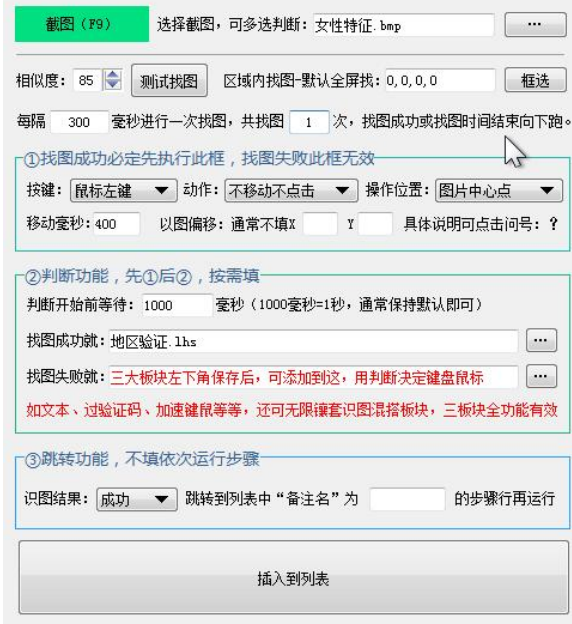 截图（F9） 选择截图，可多选判断：女性特征.bmp ...
相似度：85 测试找图 区域内找图-默认全屏找：0,0,0,0 框选
每隔 300 毫秒进行一次找图，共找图 1 次，找图成功或找图时间结束向下跑。
①找图成功必定先执行此框，找图失败此框无效
按键：鼠标左键 动作：不移动不点击 操作位置：图片中心点
移动毫秒：400 以图偏移：通常不填X Y 具体说明可点击问号：?
②判断功能，先①后②，按需填
判断开始前等待：1000 毫秒（1000毫秒=1秒，通常保持默认即可）
找图成功就：地区验证.lhs ...
找图失败就：三大板块左下角保存后，可添加到这，用判断决定键盘鼠标 ...
如文本、过验证码、加速键鼠等等，还可无限镶套识图混搭板块，三板块全功能有效
③跳转功能，不填依次运行步骤
识图结果：成功 跳转到列表中“备注名”为 的步骤行再运行
插入到列表